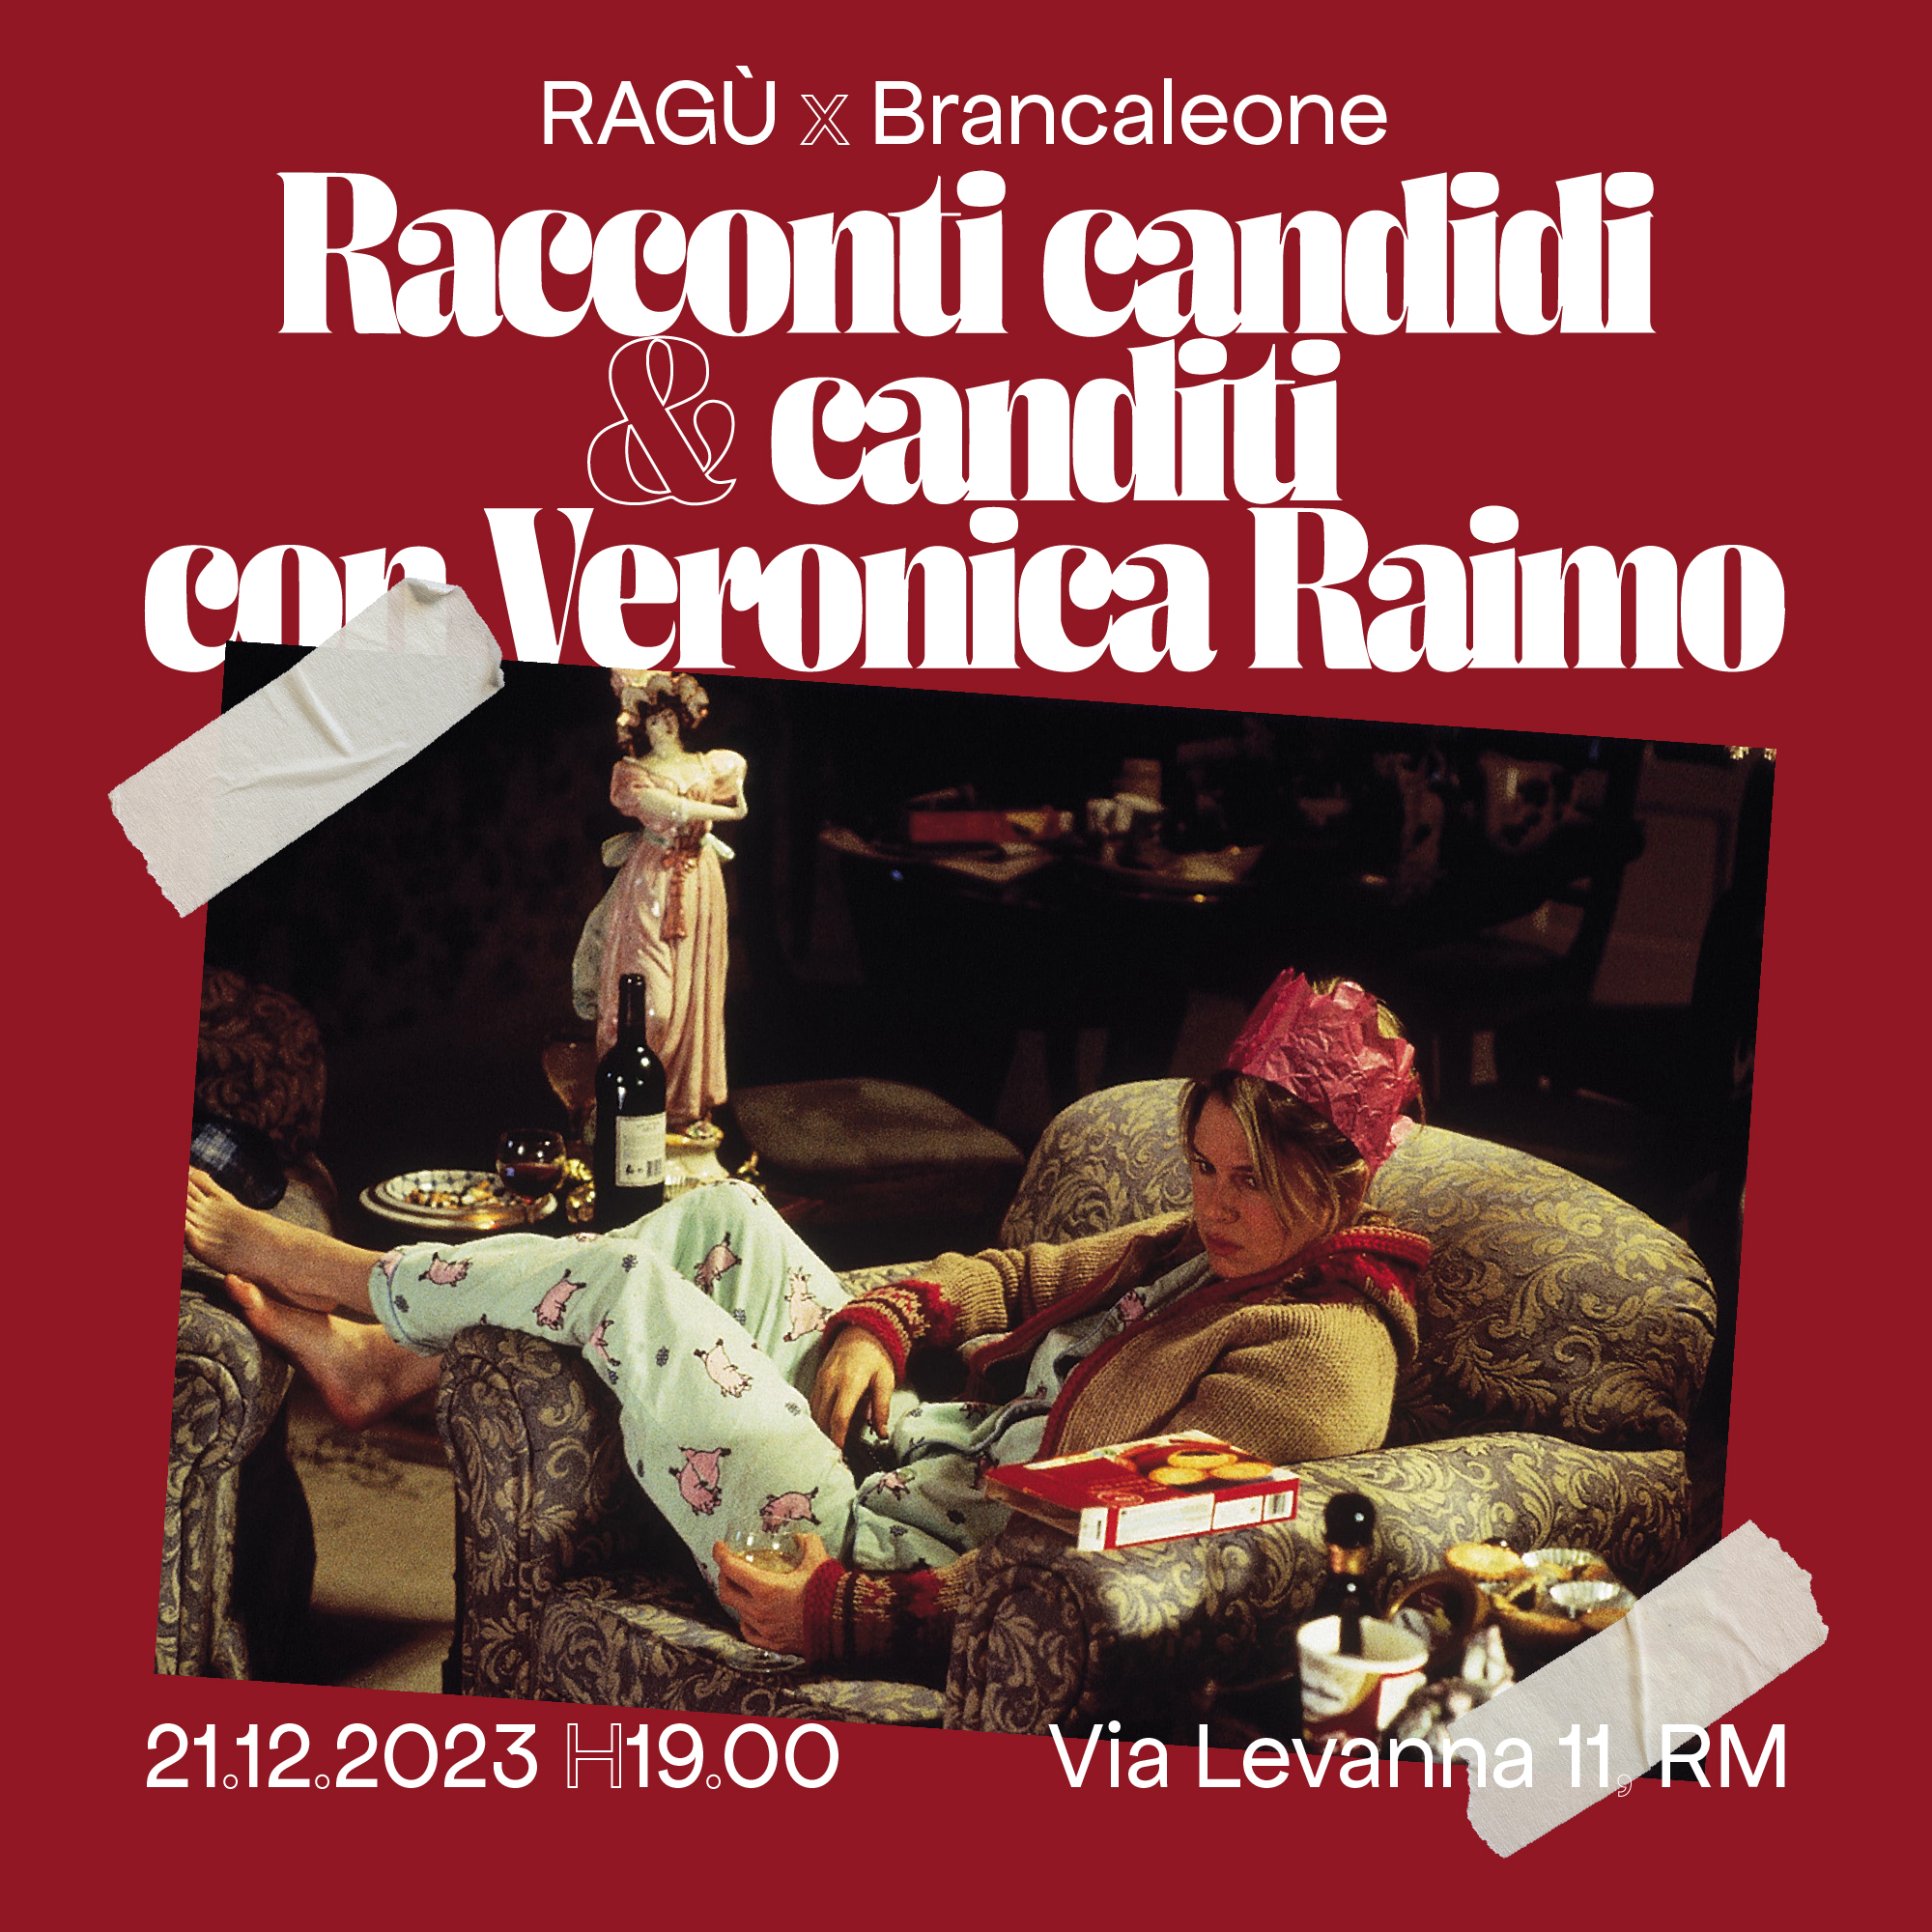 RAGÙ x Brancaleone
Racconti candidi
& canditi
con Veronica Raimo
21.12.2023 H19.00
Via Levanna 11, RM